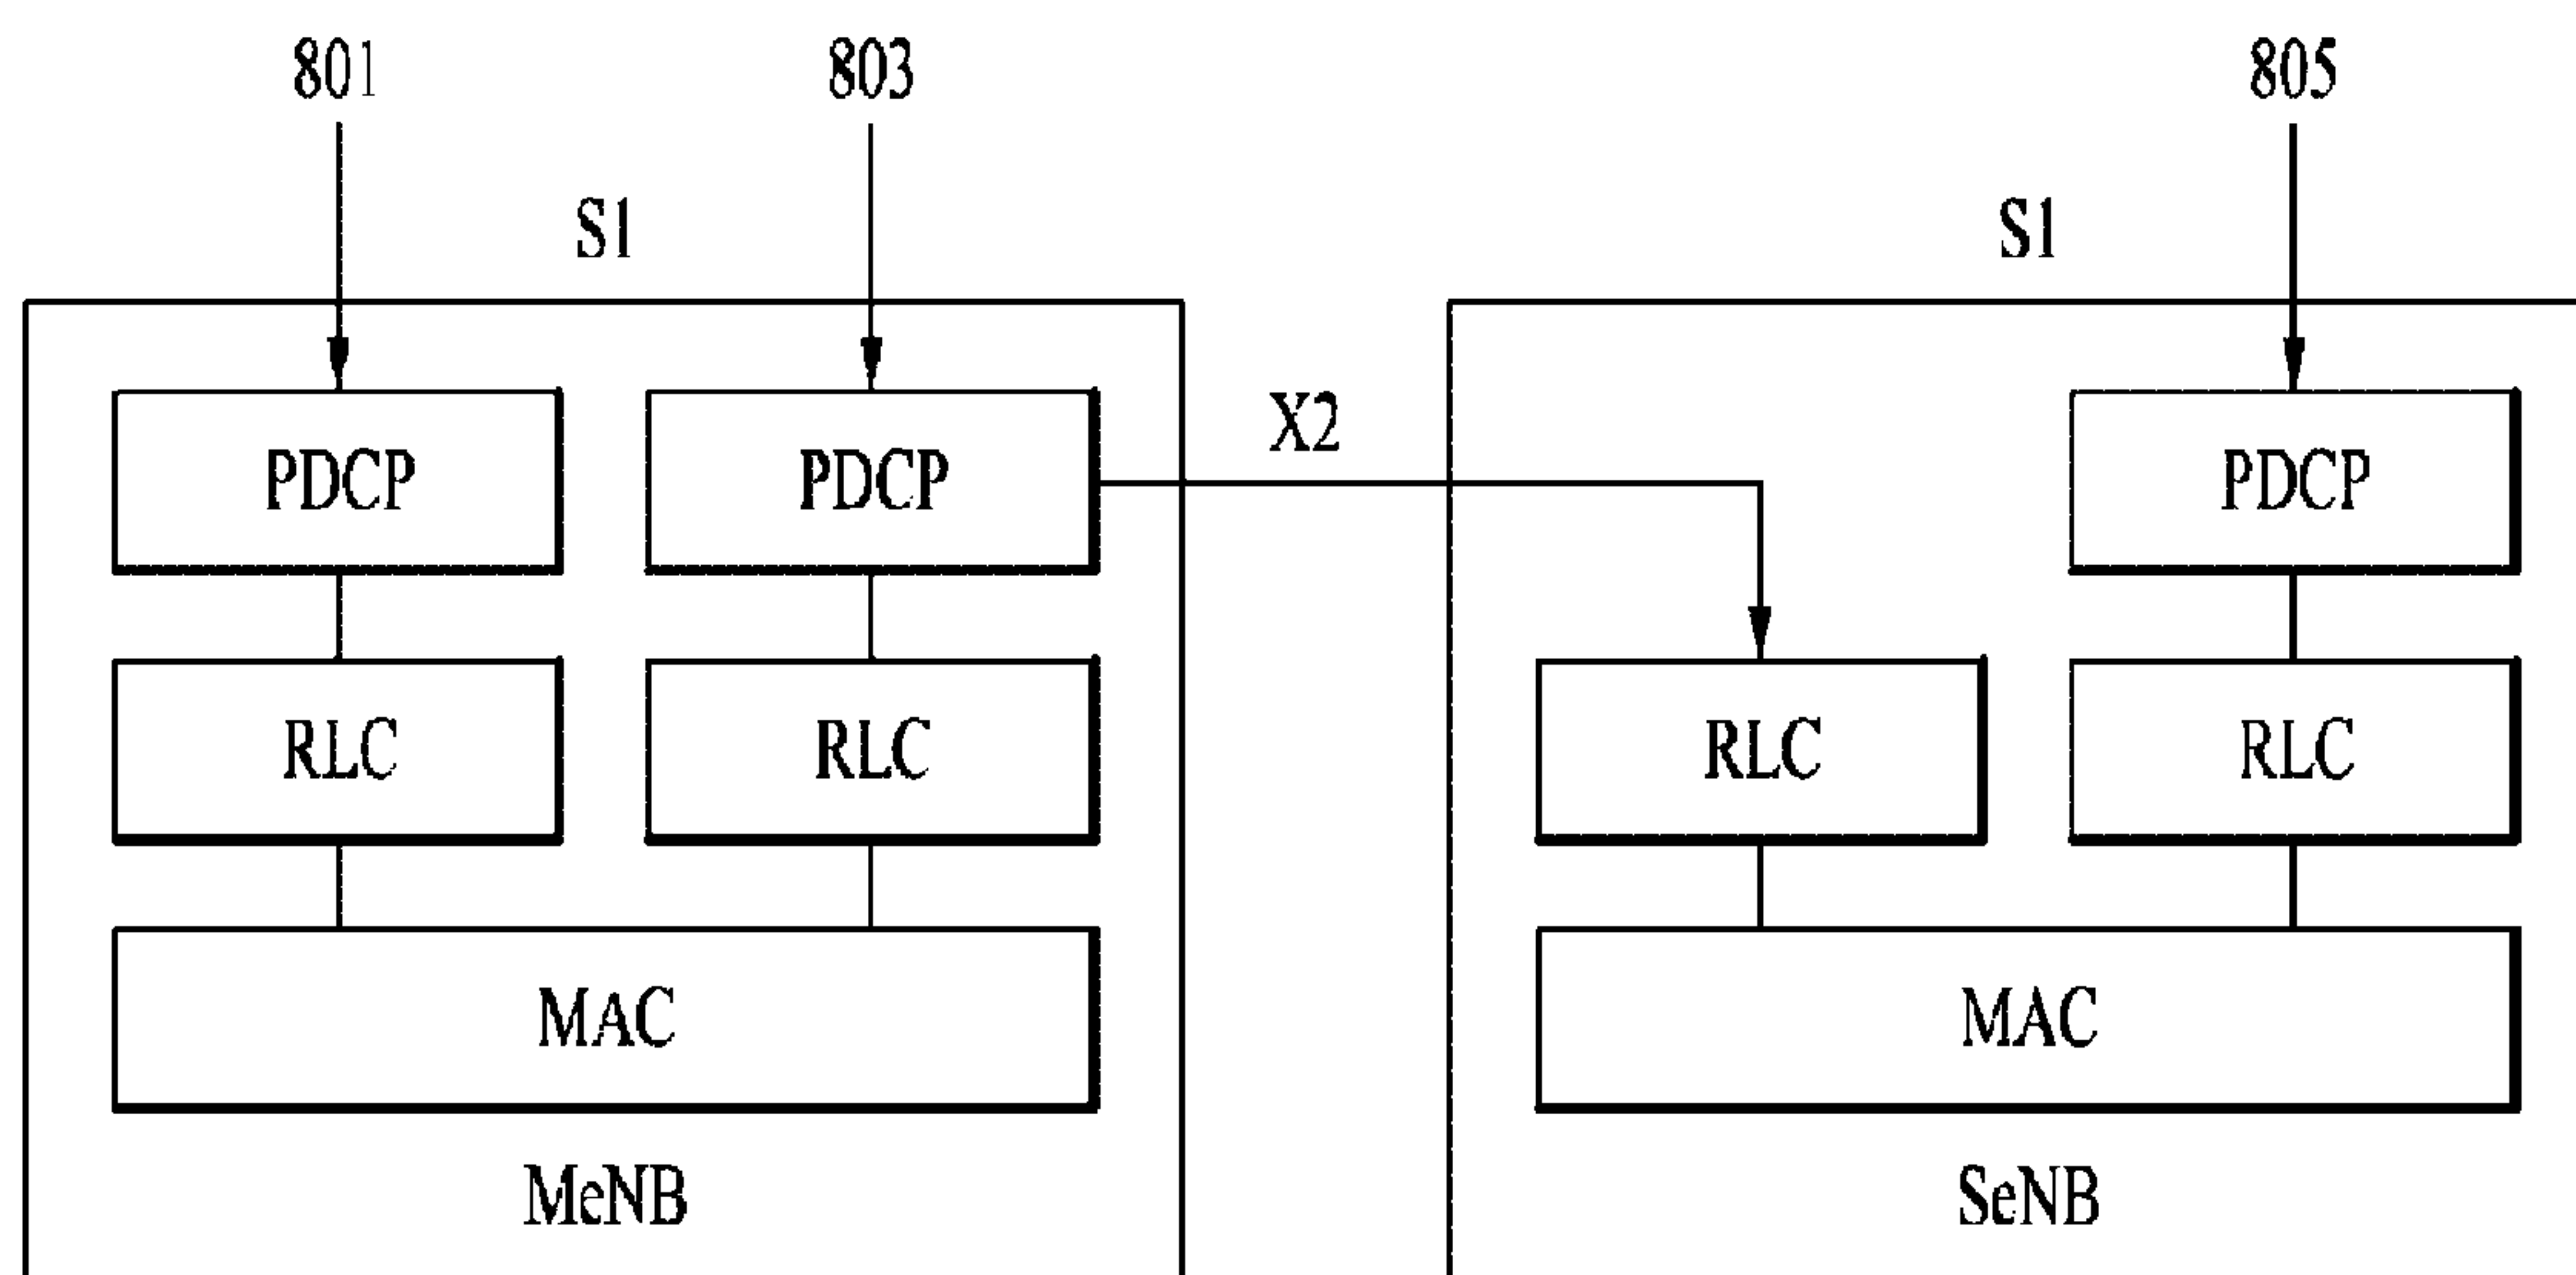 801 803 805
S1 S1
X2
PDCP PDCP PDCP
RLC RLC RLC RLC
MAC MAC
MeNB SeNB